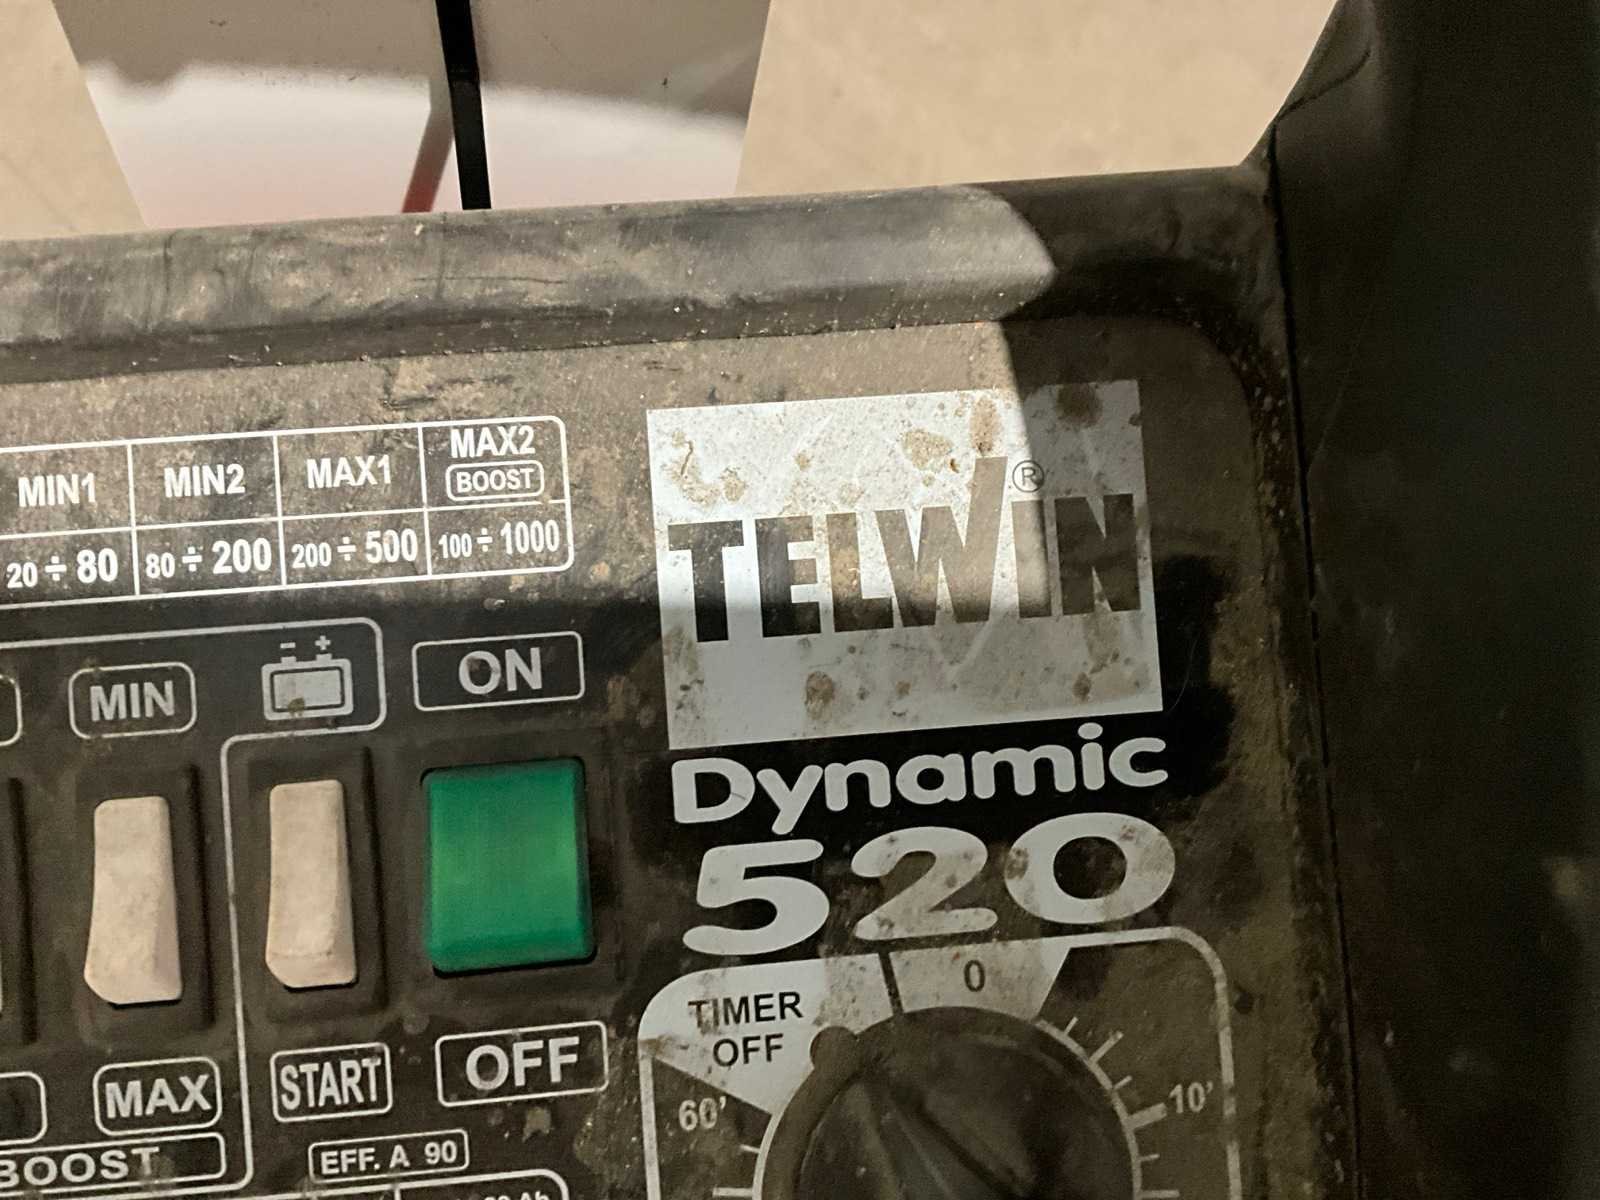 MIN1 MIN2 MAX1 MAX2
BOOST
20 ÷ 80 80 ÷ 200 200 ÷ 500 100 ÷ 1000
TELWIN®
MIN
- +
ON
Dynamic
520
MAX
START
OFF
BOOST
EFF. A 90
TIMER
OFF
0
10'
60'
Ah